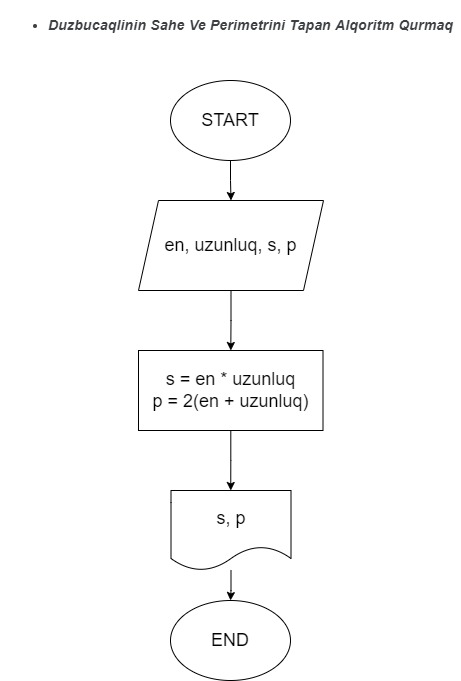 Duzbucaqlinin Sahe Ve Perimetrini Tapan Alqoritm Qurmaq
START
en, uzunluq, s, p
s = en * uzunluq
p = 2(en + uzunluq)
s, p
END